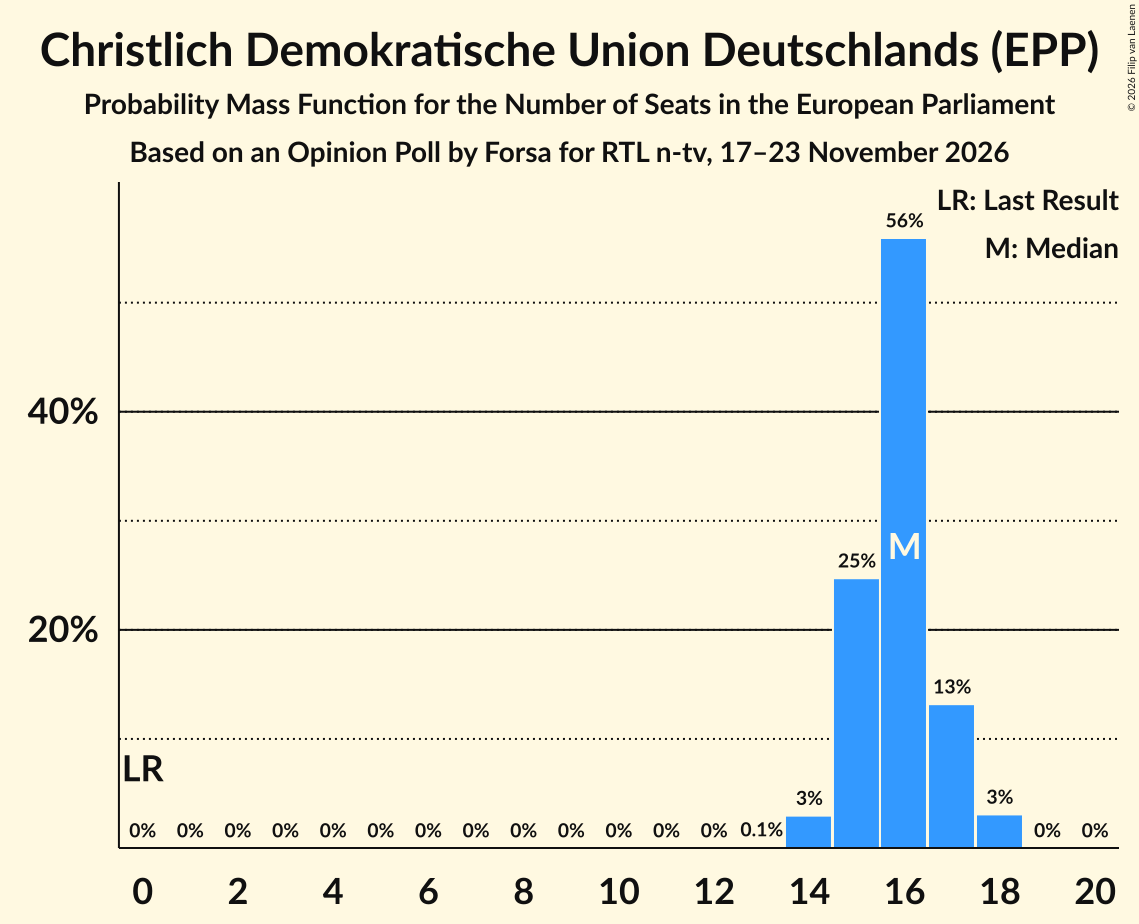 Christlich Demokratische Union Deutschlands (EPP)
Probability Mass Function for the Number of Seats in the European Parliament
Based on an Opinion Poll by Forsa for RTL n-tv, 17–23 November 2026
© 2026 Filip van Laenen
LR: Last Result
M: Median
56%
40%
M
25%
20%
13%
LR
3%
3%
0% 0% 0% 0% 0% 0% 0% 0% 0% 0% 0% 0% 0% 0.1% 0% 0%
0 2 4 6 8 10 12 14 16 18 20